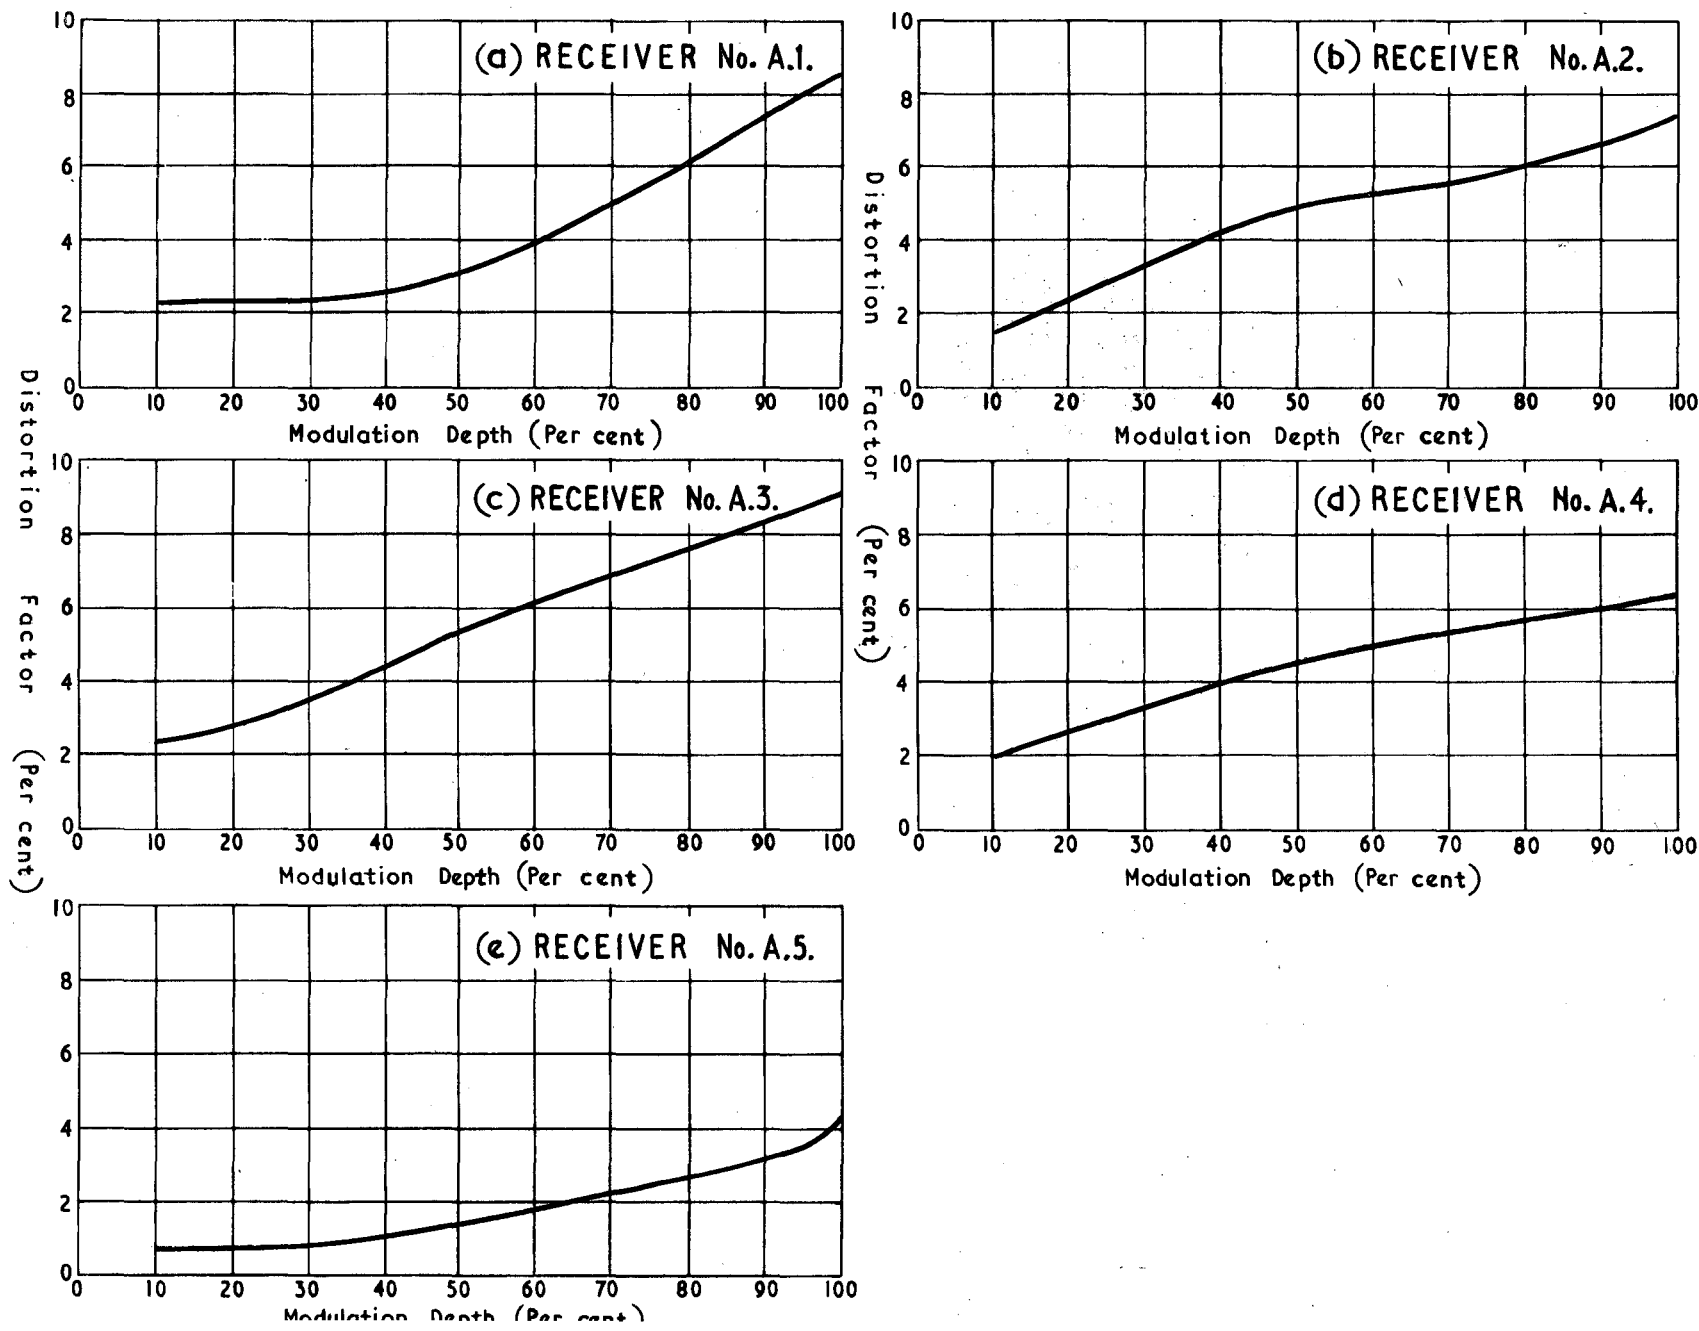 (a) RECEIVER No. A.1.
10
8
6
4
2
0
0 10 20 30 40 50 60 70 80 90 100
Modulation Depth (Per cent)
(b) RECEIVER No. A.2.
10
8
6
4
2
0
0 10 20 30 40 50 60 70 80 90 100
Modulation Depth (Per cent)
Distortion Factor (Per cent)
Distortion Factor (Per cent)
(c) RECEIVER No. A.3.
10
8
6
4
2
0
0 10 20 30 40 50 60 70 80 90 100
Modulation Depth (Per cent)
(d) RECEIVER No. A.4.
10
8
6
4
2
0
0 10 20 30 40 50 60 70 80 90 100
Modulation Depth (Per cent)
(e) RECEIVER No. A.5.
10
8
6
4
2
0
0 10 20 30 40 50 60 70 80 90 100
Modulation Depth (Per cent)